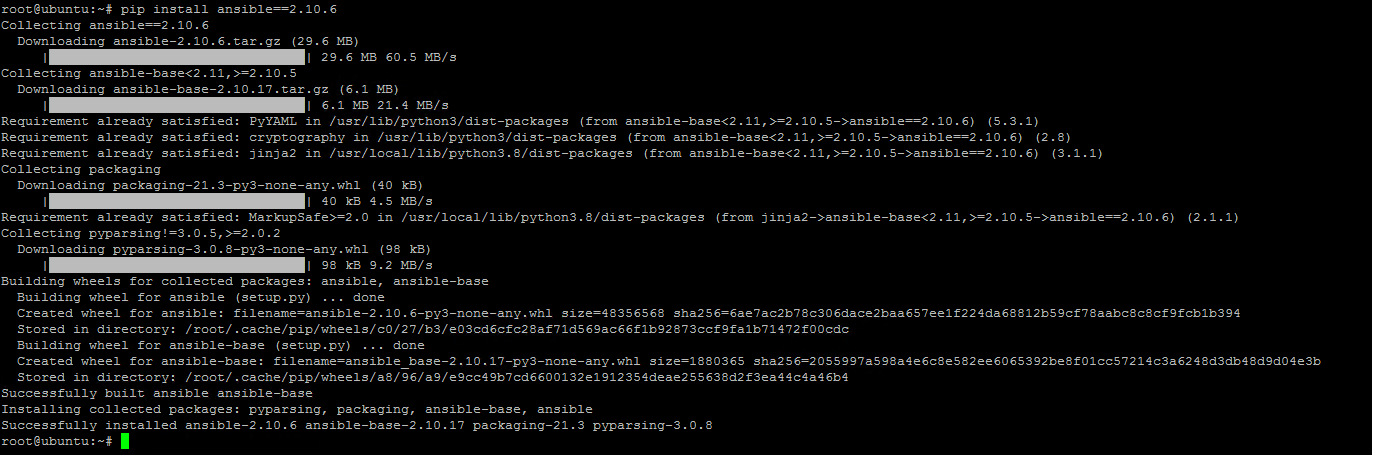 root@ubuntu:~# pip install ansible==2.10.6
Collecting ansible==2.10.6
  Downloading ansible-2.10.6.tar.gz (29.6 MB)
     |████████████████████████████████| 29.6 MB 60.5 MB/s
Collecting ansible-base<2.11,>=2.10.5
  Downloading ansible-base-2.10.17.tar.gz (6.1 MB)
     |████████████████████████████████| 6.1 MB 21.4 MB/s
Requirement already satisfied: PyYAML in /usr/lib/python3/dist-packages (from ansible-base<2.11,>=2.10.5->ansible==2.10.6) (5.3.1)
Requirement already satisfied: cryptography in /usr/lib/python3/dist-packages (from ansible-base<2.11,>=2.10.5->ansible==2.10.6) (2.8)
Requirement already satisfied: jinja2 in /usr/local/lib/python3.8/dist-packages (from ansible-base<2.11,>=2.10.5->ansible==2.10.6) (3.1.1)
Collecting packaging
  Downloading packaging-21.3-py3-none-any.whl (40 kB)
     |████████████████████████████████| 40 kB 4.5 MB/s
Requirement already satisfied: MarkupSafe>=2.0 in /usr/local/lib/python3.8/dist-packages (from jinja2->ansible-base<2.11,>=2.10.5->ansible==2.10.6) (2.1.1)
Collecting pyparsing!=3.0.5,>=2.0.2
  Downloading pyparsing-3.0.8-py3-none-any.whl (98 kB)
     |████████████████████████████████| 98 kB 9.2 MB/s
Building wheels for collected packages: ansible, ansible-base
  Building wheel for ansible (setup.py) ... done
  Created wheel for ansible: filename=ansible-2.10.6-py3-none-any.whl size=48356568 sha256=6ae7ac2b78c306dace2baa657ee1f224da68812b59cf78aabc8c8cf9fcb1b394
  Stored in directory: /root/.cache/pip/wheels/c0/27/b3/e03cd6cfc28af71d569ac66f1b92873ccf9fa1b71472f00cdc
  Building wheel for ansible-base (setup.py) ... done
  Created wheel for ansible-base: filename=ansible_base-2.10.17-py3-none-any.whl size=1880365 sha256=2055997a598a4e6c8e582ee6065392be8f01cc57214c3a6248d3db48d9d04e3b
  Stored in directory: /root/.cache/pip/wheels/a8/96/a9/e9cc49b7cd6600132e1912354deae255638d2f3ea44c4a46b4
Successfully built ansible ansible-base
Installing collected packages: pyparsing, packaging, ansible-base, ansible
Successfully installed ansible-2.10.6 ansible-base-2.10.17 packaging-21.3 pyparsing-3.0.8
root@ubuntu:~#